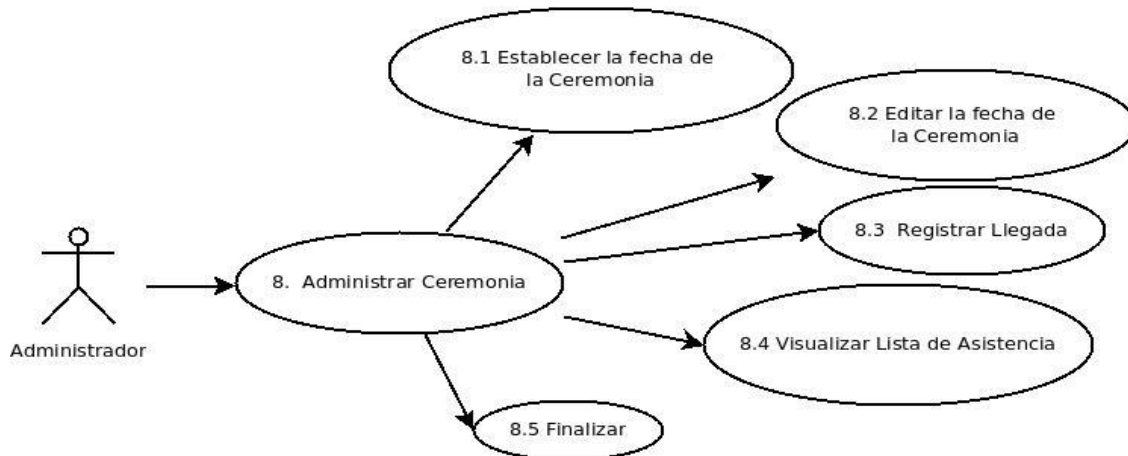 8.1 Establecer la fecha de
la Ceremonia
8.2 Editar la fecha de
la Ceremonia
8.3 Registrar Llegada
8. Administrar Ceremonia
8.4 Visualizar Lista de Asistencia
Administrador
8.5 Finalizar